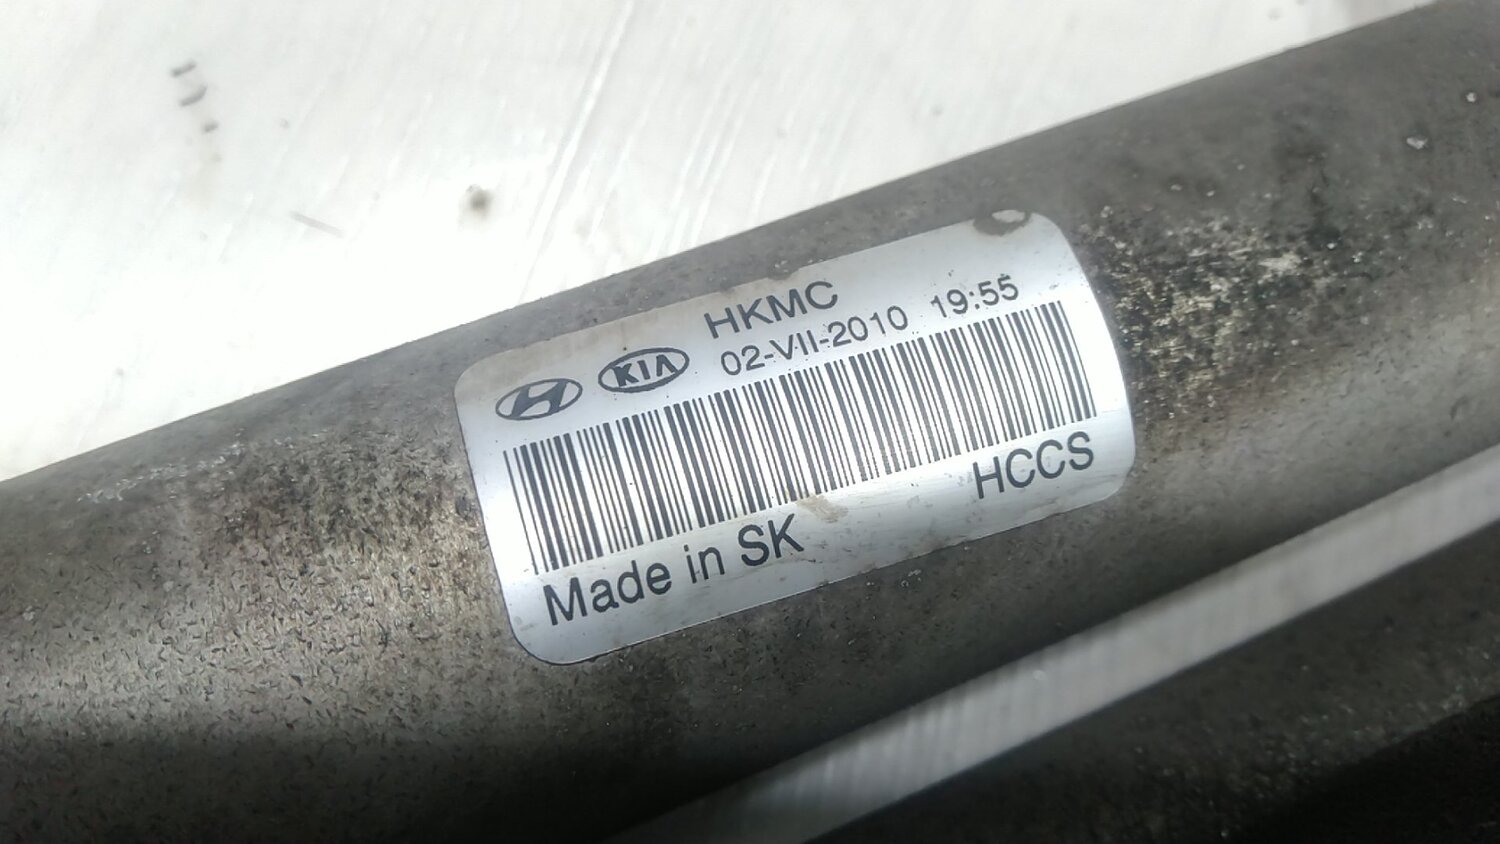 HKMC
KIA 02-VII-2010 19:55
Made in SK HCCS